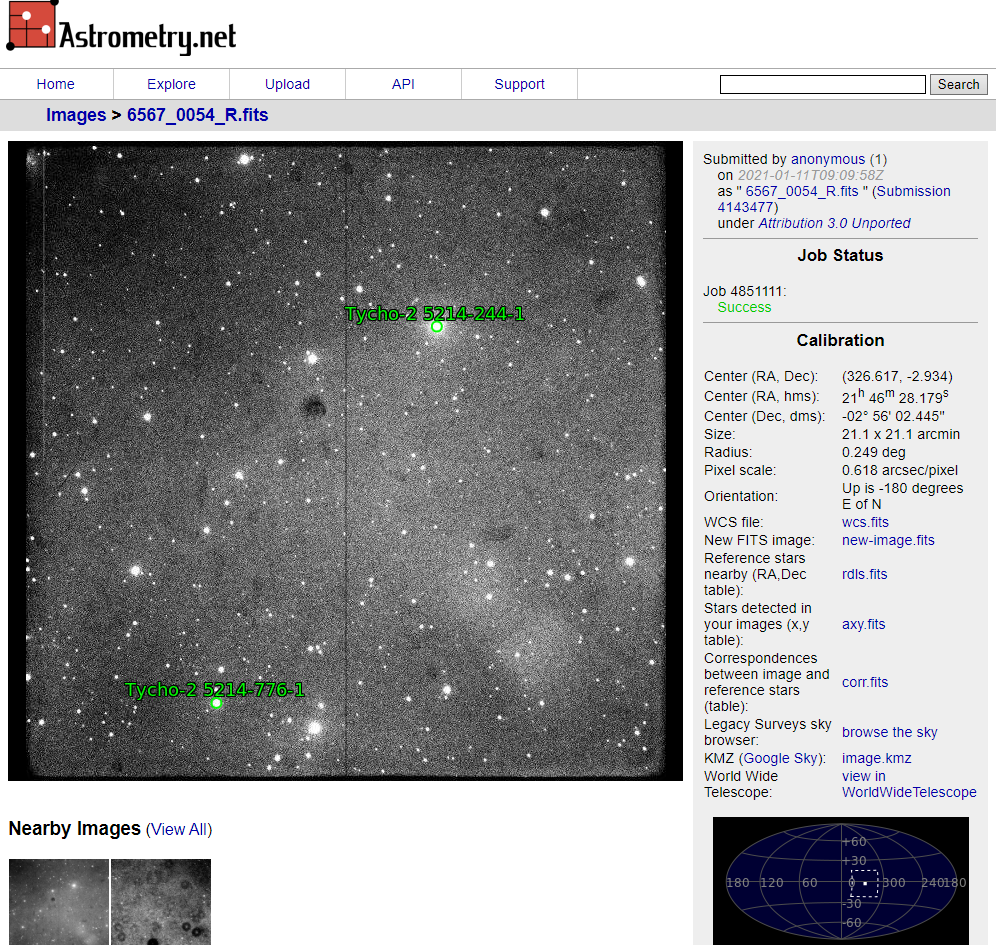 Astrometry.net
Home Explore Upload API Support Search
Images > 6567_0054_R.fits
Tycho-2 5214-244-1
Tycho-2 5214-776-1
Nearby Images (View All)
Submitted by anonymous (1)
on 2021-01-11T09:09:58Z
as " 6567_0054_R.fits " (Submission
4143477)
under Attribution 3.0 Unported
Job Status
Job 4851111:
Success
Calibration
Center (RA, Dec): (326.617, -2.934)
Center (RA, hms): 21h 46m 28.179s
Center (Dec, dms): -02° 56' 02.445"
Size: 21.1 x 21.1 arcmin
Radius: 0.249 deg
Pixel scale: 0.618 arcsec/pixel
Orientation: Up is -180 degrees
E of N
WCS file: wcs.fits
New FITS image: new-image.fits
Reference stars
nearby (RA,Dec rdls.fits
table):
Stars detected in
your images (x,y axy.fits
table):
Correspondences
between image and corr.fits
reference stars
(table):
Legacy Surveys sky browse the sky
browser:
KMZ (Google Sky): image.kmz
World Wide view in
Telescope: WorldWideTelescope
+60
+30
180 120 60 0 300 240 180
-30
-60